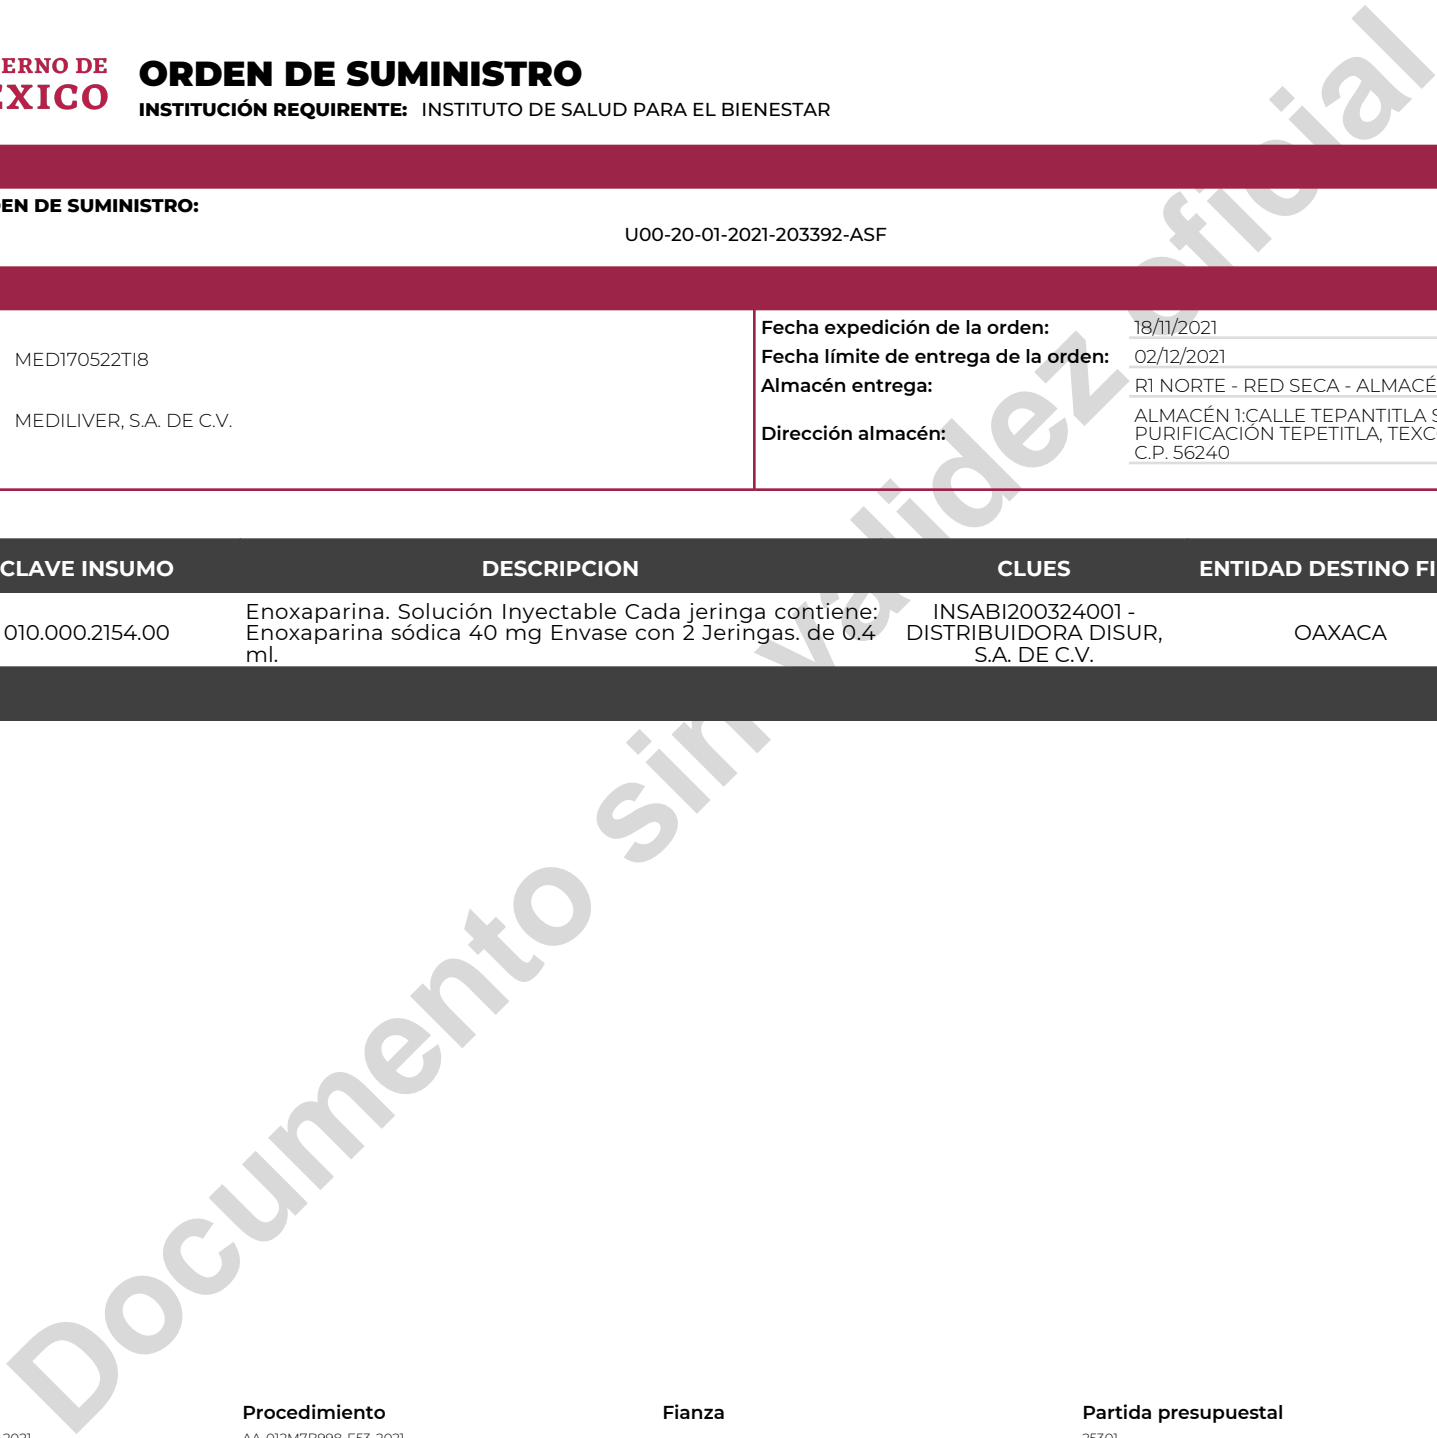 ERNO DE
EXICO
ORDEN DE SUMINISTRO
INSTITUCIÓN REQUIRENTE: INSTITUTO DE SALUD PARA EL BIENESTAR
EN DE SUMINISTRO:
U00-20-01-2021-203392-ASF
MED170522TI8
MEDILIVER, S.A. DE C.V.
Fecha expedición de la orden: 18/11/2021
Fecha límite de entrega de la orden: 02/12/2021
Almacén entrega: R1 NORTE - RED SECA - ALMACÉ
Dirección almacén: ALMACÉN 1:CALLE TEPANTITLA S
PURIFICACIÓN TEPETITLA, TEXC
C.P. 56240
CLAVE INSUMO DESCRIPCION CLUES ENTIDAD DESTINO FI
010.000.2154.00
Enoxaparina. Solución Inyectable Cada jeringa contiene:
Enoxaparina sódica 40 mg Envase con 2 Jeringas. de 0.4
ml.
INSABI200324001 -
DISTRIBUIDORA DISUR,
S.A. DE C.V.
OAXACA
Documento sin validez oficial
Procedimiento Fianza Partida presupuestal